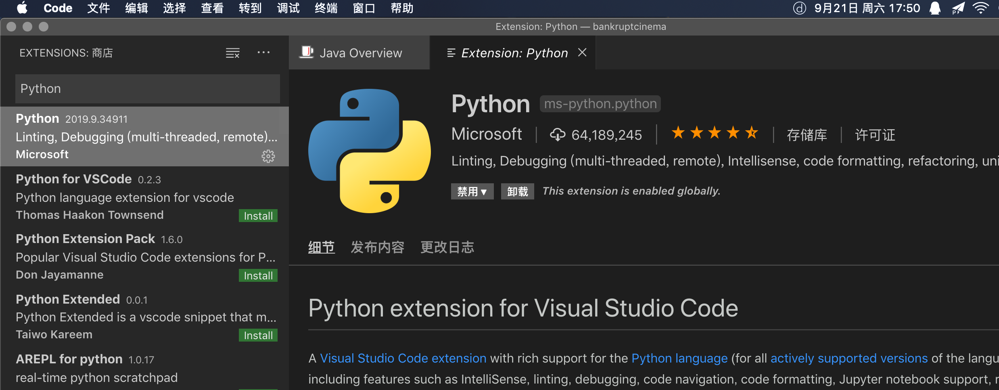 Code 文件 编辑 选择 查看 转到 调试 终端 窗口 帮助 9月21日 周六 17:50
Extension: Python — bankruptcinema
EXTENSIONS: 商店
Python
Python 2019.9.34911
Linting, Debugging (multi-threaded, remote)...
Microsoft
Python for VSCode 0.2.3
Python language extension for vscode
Thomas Haakon Townsend
Install
Python Extension Pack 1.6.0
Popular Visual Studio Code extensions for P...
Don Jayamanne
Install
Python Extended 0.0.1
Python Extended is a vscode snippet that m...
Taiwo Kareem
Install
AREPL for python 1.0.17
real-time python scratchpad
Java Overview
Extension: Python
Python ms-python.python
Microsoft 64,189,245 存储库 许可证
Linting, Debugging (multi-threaded, remote), Intellisense, code formatting, refactoring, uni
禁用 卸载 This extension is enabled globally.
细节 发布内容 更改日志
Python extension for Visual Studio Code
A Visual Studio Code extension with rich support for the Python language (for all actively supported versions of the langu
including features such as IntelliSense, linting, debugging, code navigation, code formatting, Jupyter notebook support, r